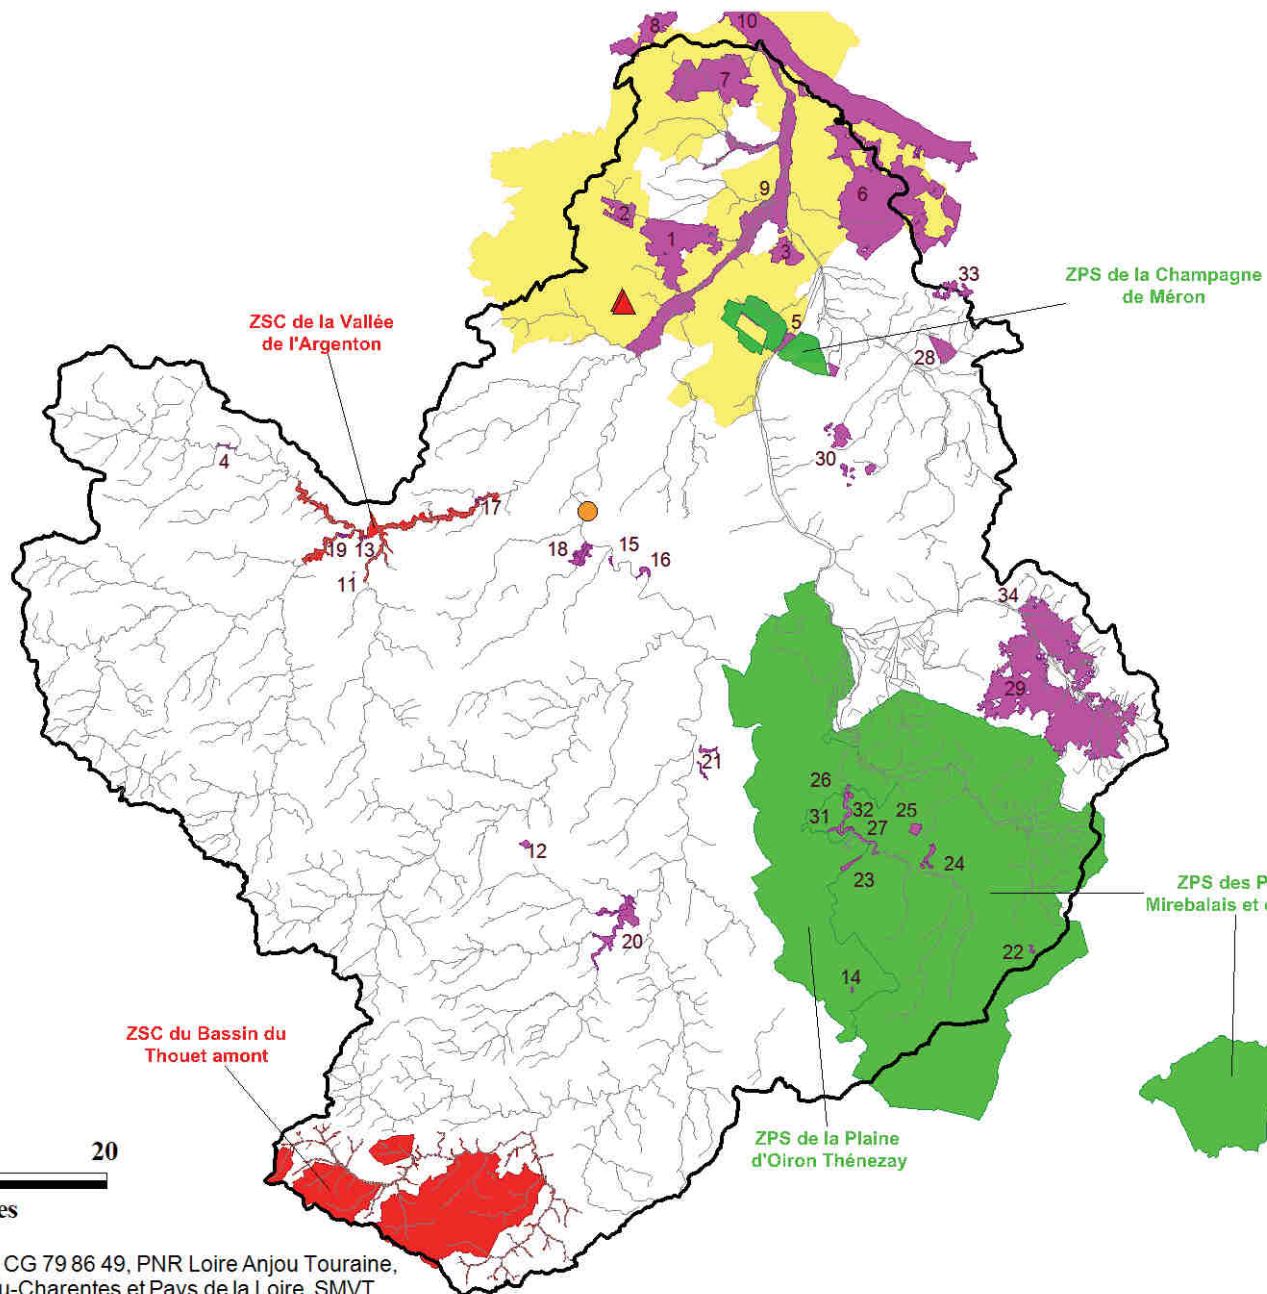 8
10
7
9
6
2
1
3
33
ZPS de la Champagne
de Méron
5
28
ZSC de la Vallée
de l'Argenton
30
4
17
19
13
11
18
15
16
34
29
21
26
32
25
31
27
24
23
12
20
ZPS des P
Mirebalais et
22
14
ZSC du Bassin du
Thouet amont
ZPS de la Plaine
d'Oiron Thénezay
20
es
CG 79 86 49, PNR Loire Anjou Touraine,
u-Charentes et Pays de la Loire, SMVT